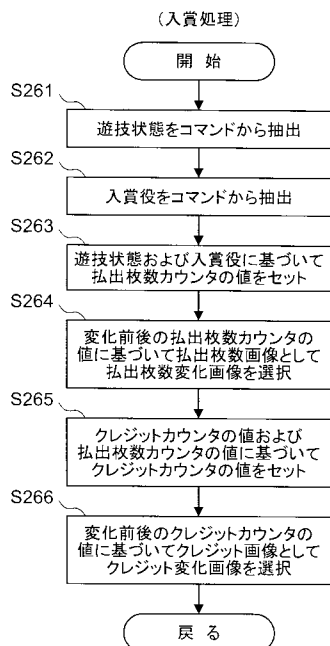 (入賞処理)
開 始
S261
遊技状態をコマンドから抽出
S262
入賞役をコマンドから抽出
S263
遊技状態および入賞役に基づいて
払出枚数カウンタの値をセット
S264
変化前後の払出枚数カウンタの
値に基づいて払出枚数画像として
払出枚数変化画像を選択
S265
クレジットカウンタの値および
払出枚数カウンタの値に基づいて
クレジットカウンタの値をセット
S266
変化前後のクレジットカウンタの
値に基づいてクレジット画像として
クレジット変化画像を選択
戻 る